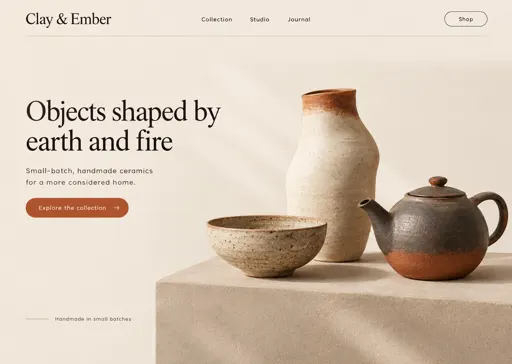 Clay & Ember
Collection
Studio
Journal
Shop
Objects shaped by
earth and fire
Small-batch, handmade ceramics
for a more considered home.
Explore the collection →
Handmade in small batches